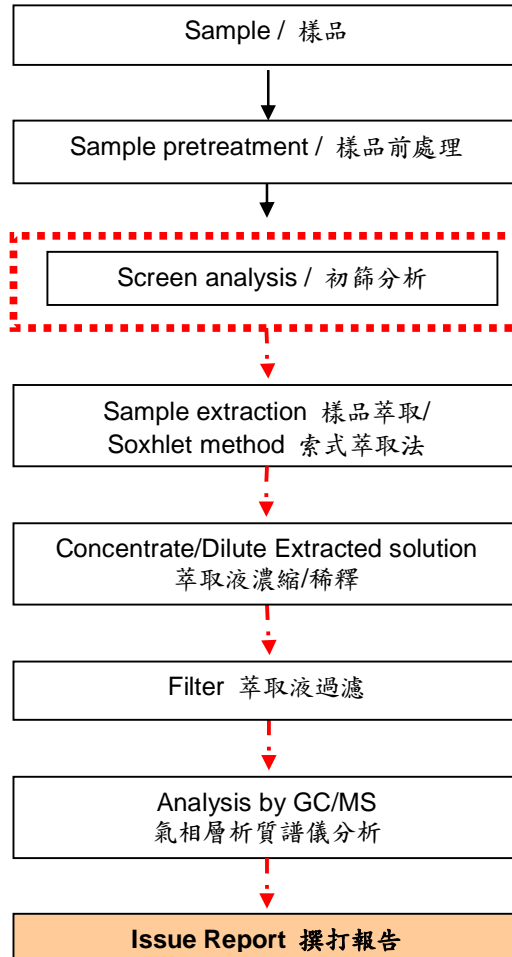 Sample / 樣品
Sample pretreatment / 樣品前處理
Screen analysis / 初篩分析
Sample extraction 樣品萃取/
Soxhlet method 索式萃取法
Concentrate/Dilute Extracted solution
萃取液濃縮/稀釋
Filter 萃取液過濾
Analysis by GC/MS
氣相層析質譜儀分析
Issue Report 撰打報告